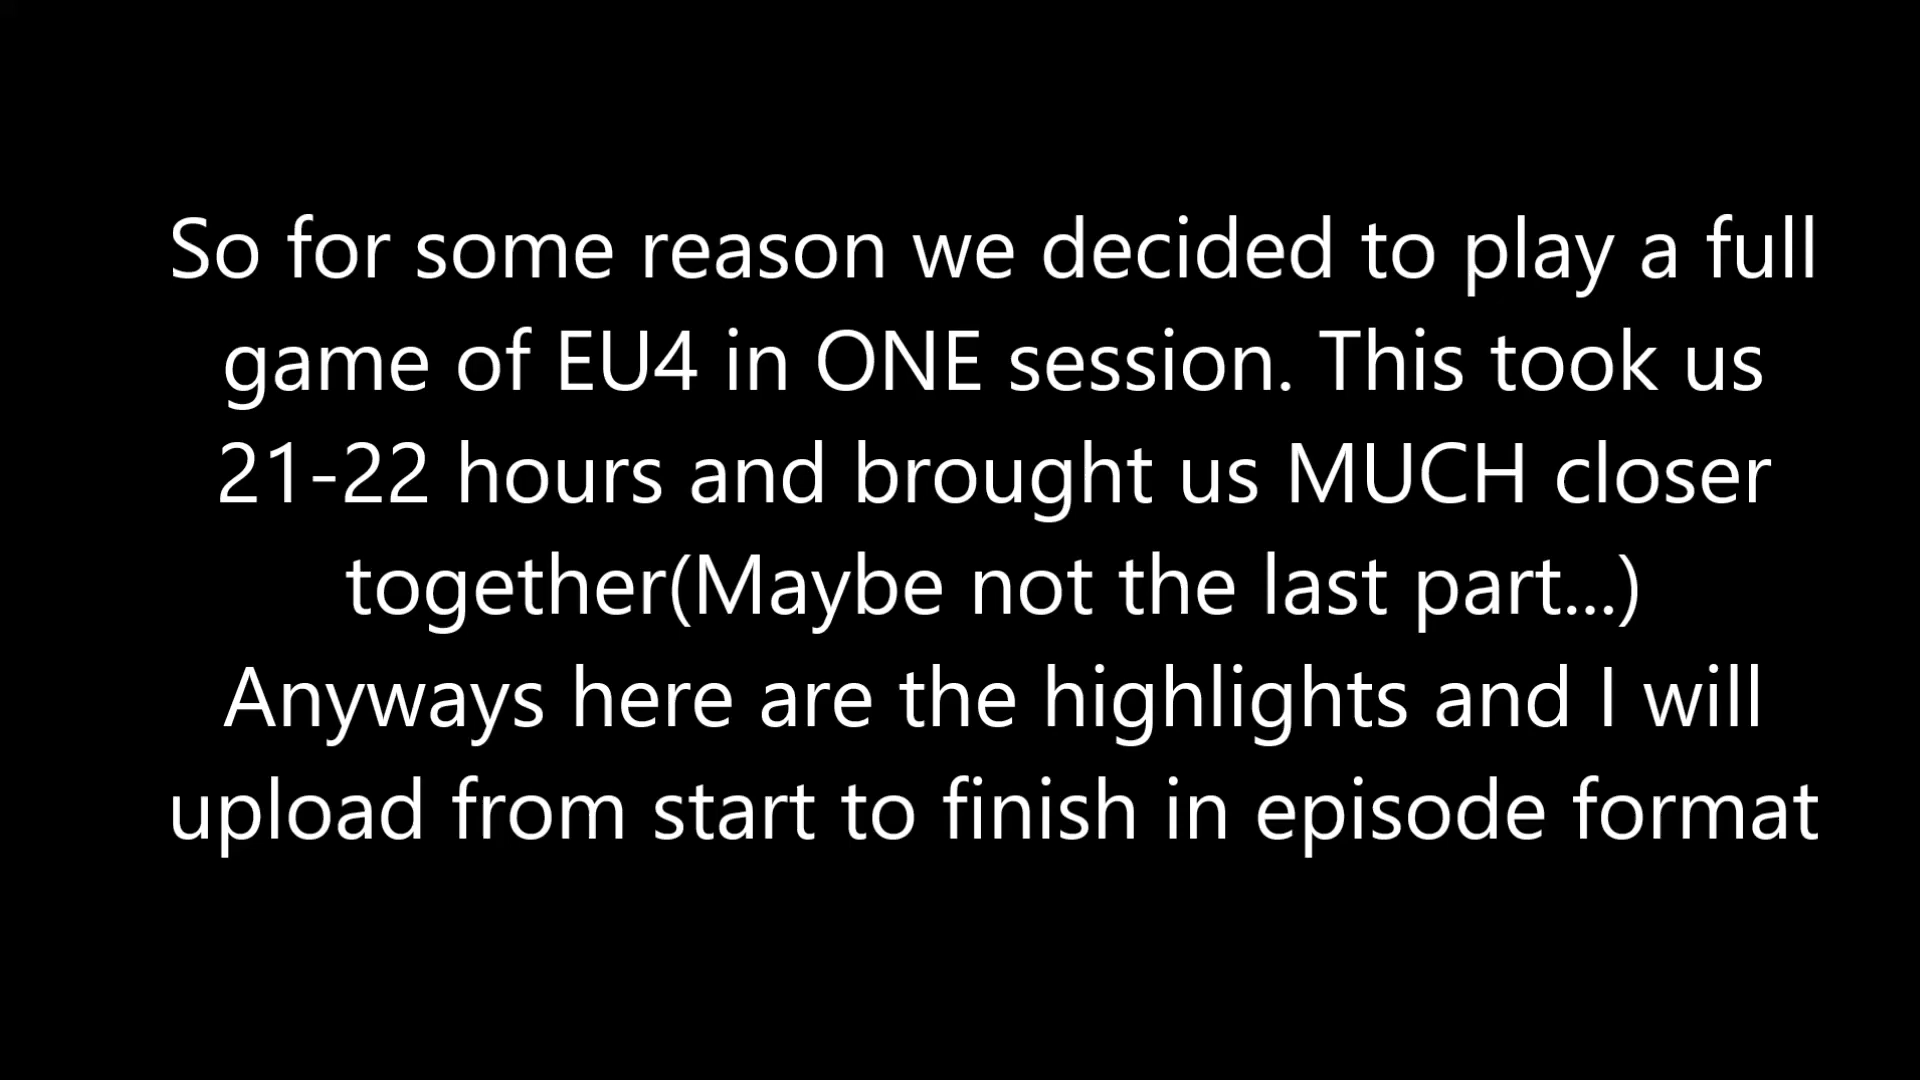 So for some reason we decided to play a full
game of EU4 in ONE session. This took us
21-22 hours and brought us MUCH closer
together(Maybe not the last part...)
Anyways here are the highlights and I will
upload from start to finish in episode format